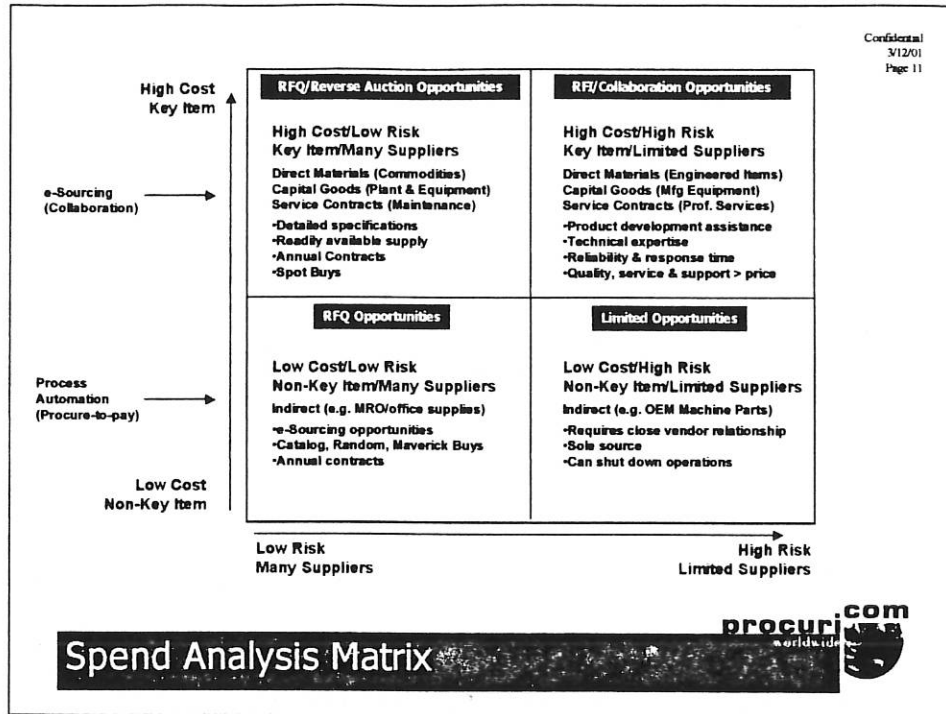 Confidential
3/12/01
Page 11
High Cost
Key Item
e-Sourcing
(Collaboration)
Process
Automation
(Procure-to-pay)
Low Cost
Non-Key Item
RFQ/Reverse Auction Opportunities
High Cost/Low Risk
Key Item/Many Suppliers
Direct Materials (Commodities)
Capital Goods (Plant & Equipment)
Service Contracts (Maintenance)
•Detailed specifications
•Readily available supply
•Annual Contracts
•Spot Buys
RFI/Collaboration Opportunities
High Cost/High Risk
Key Item/Limited Suppliers
Direct Materials (Engineered Items)
Capital Goods (Mfg Equipment)
Service Contracts (Prof. Services)
•Product development assistance
•Technical expertise
•Reliability & response time
•Quality, service & support > price
RFQ Opportunities
Low Cost/Low Risk
Non-Key Item/Many Suppliers
Indirect (e.g. MRO/office supplies)
•e-Sourcing opportunities
•Catalog, Random, Maverick Buys
•Annual contracts
Limited Opportunities
Low Cost/High Risk
Non-Key Item/Limited Suppliers
Indirect (e.g. OEM Machine Parts)
•Requires close vendor relationship
•Sole source
•Can shut down operations
Low Risk
Many Suppliers
High Risk
Limited Suppliers
procuri.com
worldwide
Spend Analysis Matrix